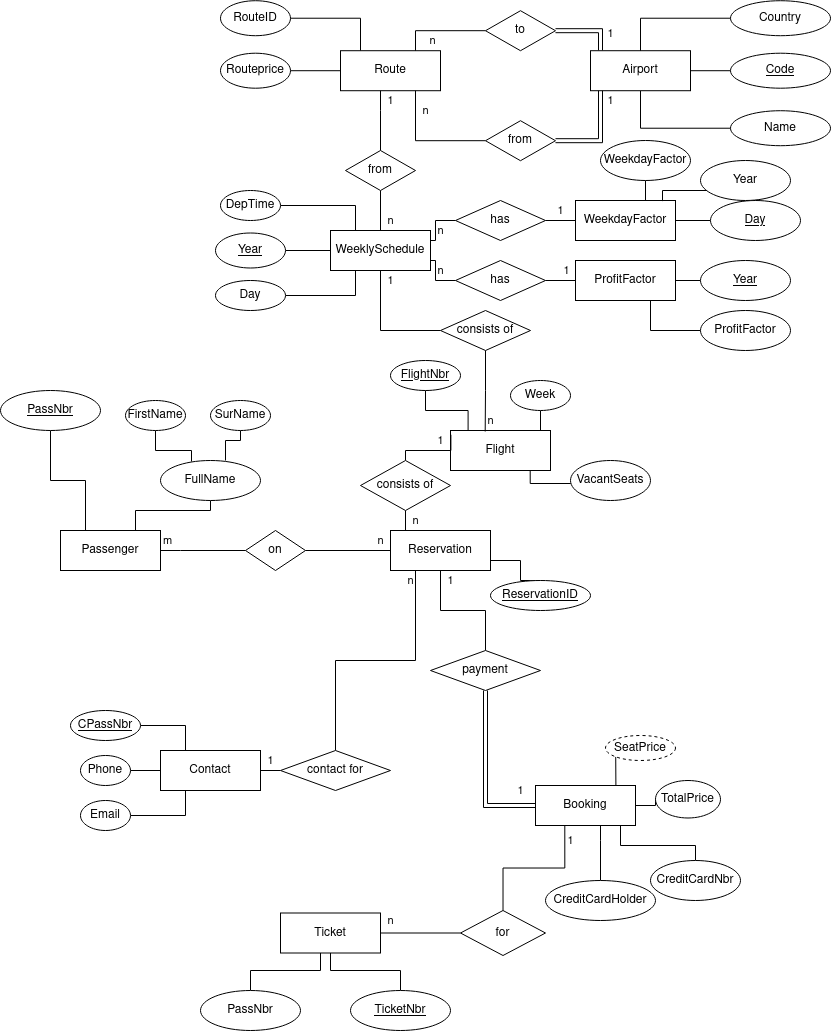 RouteID
Country
to
n
1
Routeprice
Route
Airport
Code
1
n
1
Name
from
from
WeekdayFactor
Year
DepTime
n
has
1
WeekdayFactor
Day
n
Year
WeeklySchedule
n
has
1
ProfitFactor
Year
1
Day
consists of
ProfitFactor
FlightNbr
Week
PassNbr
FirstName
SurName
n
1
Flight
FullName
consists of
VacantSeats
n
m
n
Passenger
on
Reservation
n
1
ReservationID
payment
CPassNbr
SeatPrice
1
Phone
Contact
contact for
1
TotalPrice
Booking
Email
1
CreditCardNbr
CreditCardHolder
n
Ticket
for
PassNbr
TicketNbr